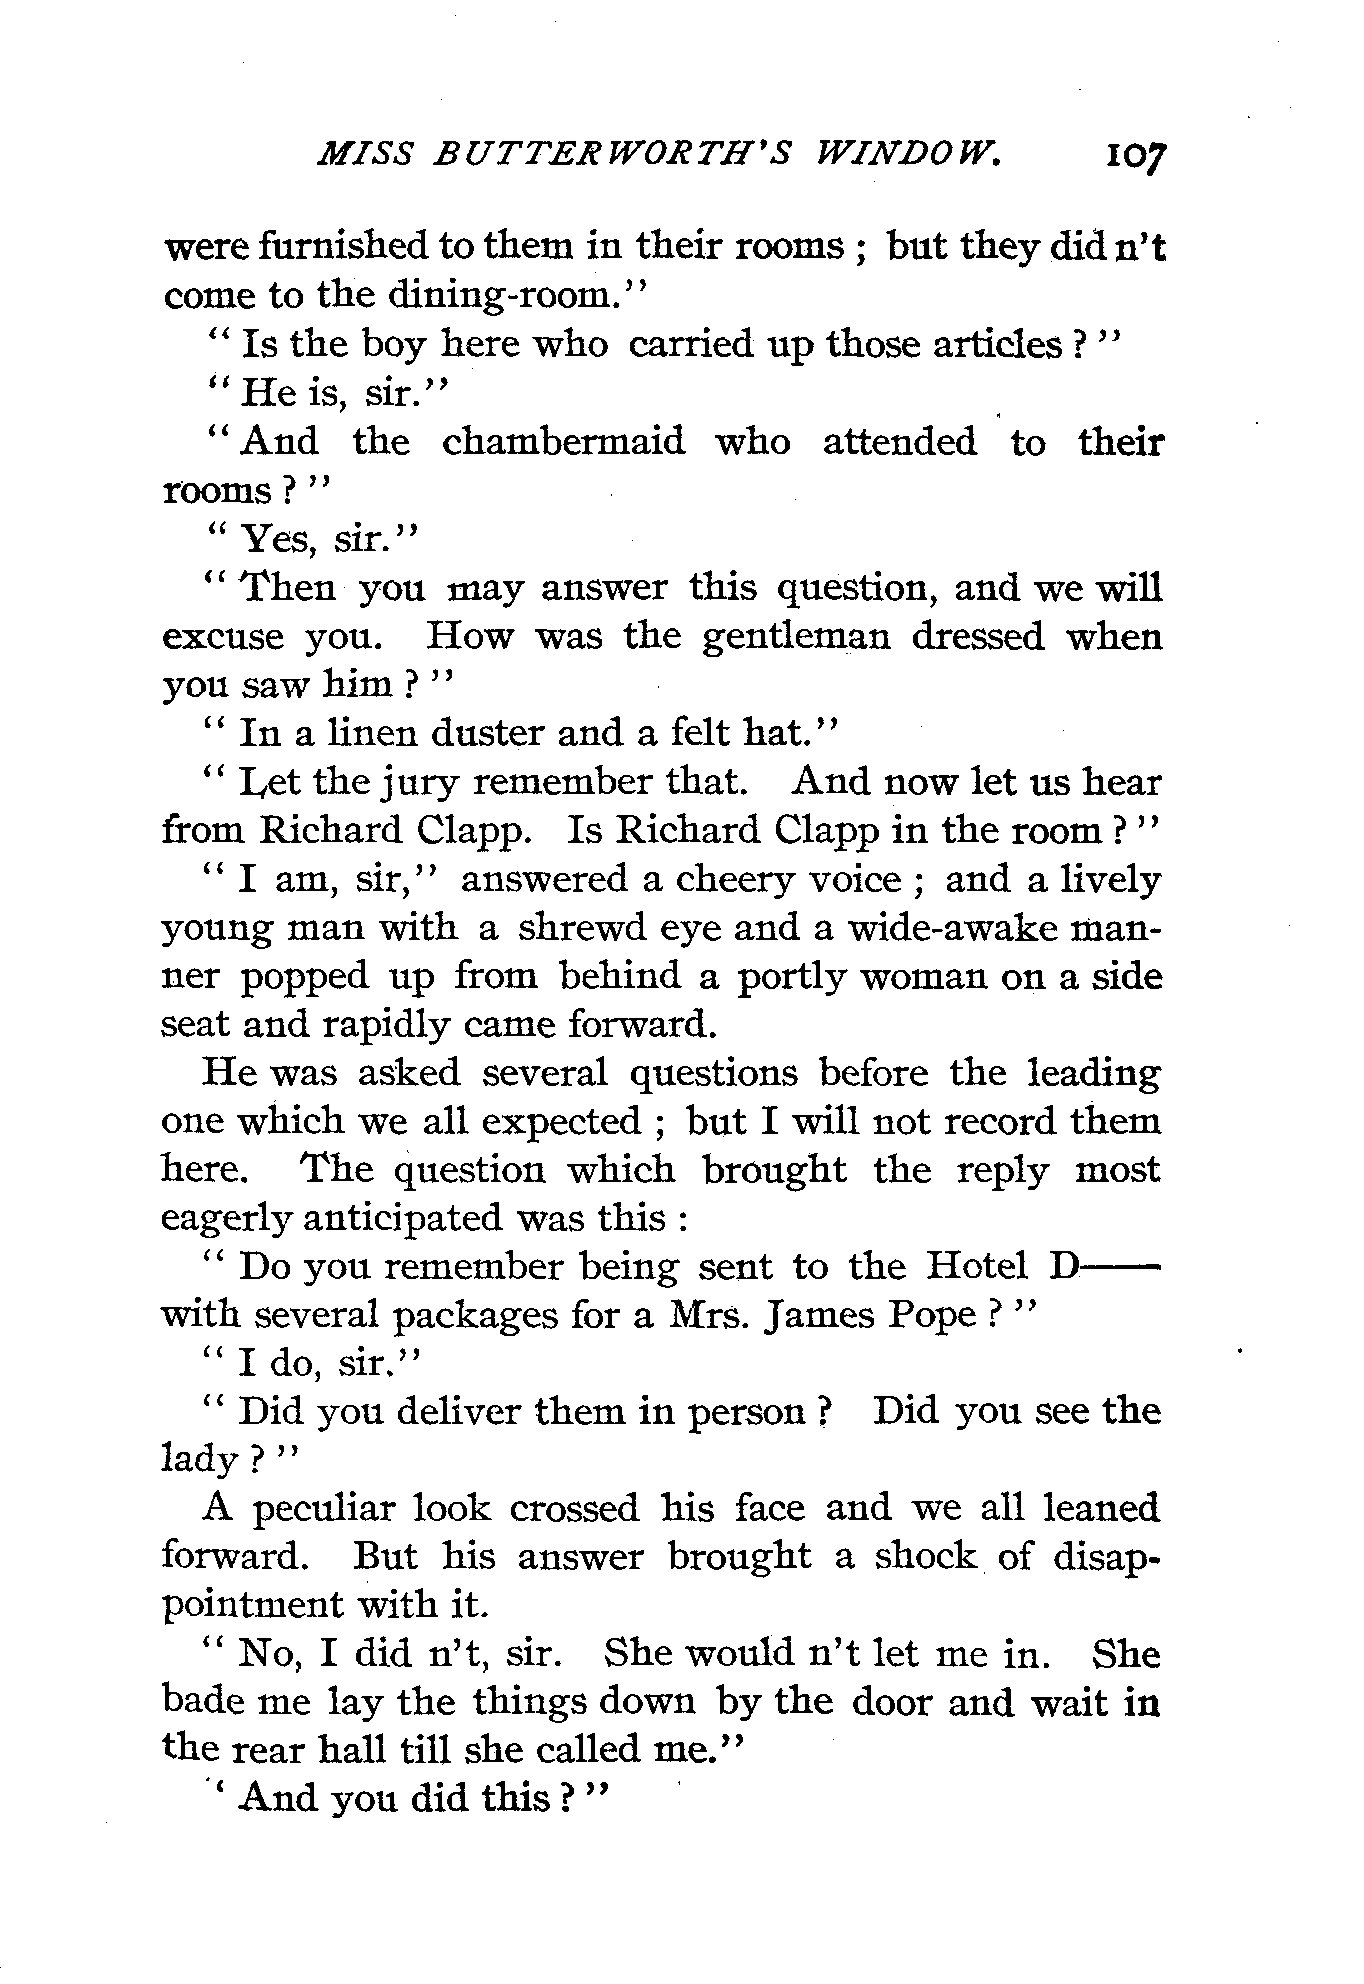 MISS BUTTERWORTH'S WINDOW. 107
were furnished to them in their rooms ; but they did n't
come to the dining-room."
" Is the boy here who carried up those articles ? "
" He is, sir."
" And the chambermaid who attended to their
rooms ? "
" Yes, sir."
" Then you may answer this question, and we will
excuse you. How was the gentleman dressed when
you saw him ? "
" In a linen duster and a felt hat."
" Let the jury remember that. And now let us hear
from Richard Clapp. Is Richard Clapp in the room ? "
" I am, sir," answered a cheery voice ; and a lively
young man with a shrewd eye and a wide-awake man-
ner popped up from behind a portly woman on a side
seat and rapidly came forward.
He was asked several questions before the leading
one which we all expected ; but I will not record them
here. The question which brought the reply most
eagerly anticipated was this :
" Do you remember being sent to the Hotel D——
with several packages for a Mrs. James Pope ? "
" I do, sir."
" Did you deliver them in person ? Did you see the
lady ? "
A peculiar look crossed his face and we all leaned
forward. But his answer brought a shock of disap-
pointment with it.
" No, I did n't, sir. She would n't let me in. She
bade me lay the things down by the door and wait in
the rear hall till she called me."
" And you did this ? "